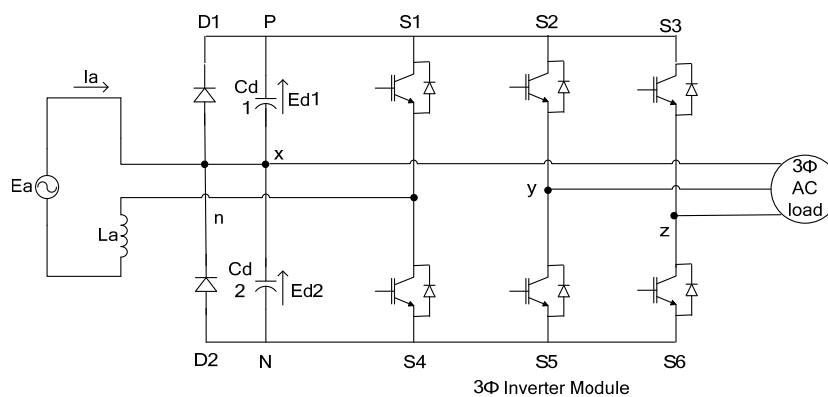 D1 P S1 S2 S3
Ia
Cd
1
Ed1
x
Ea
n
y
z
3Φ
AC
load
La
Cd
2
Ed2
D2 N S4 S5 S6
3Φ Inverter Module